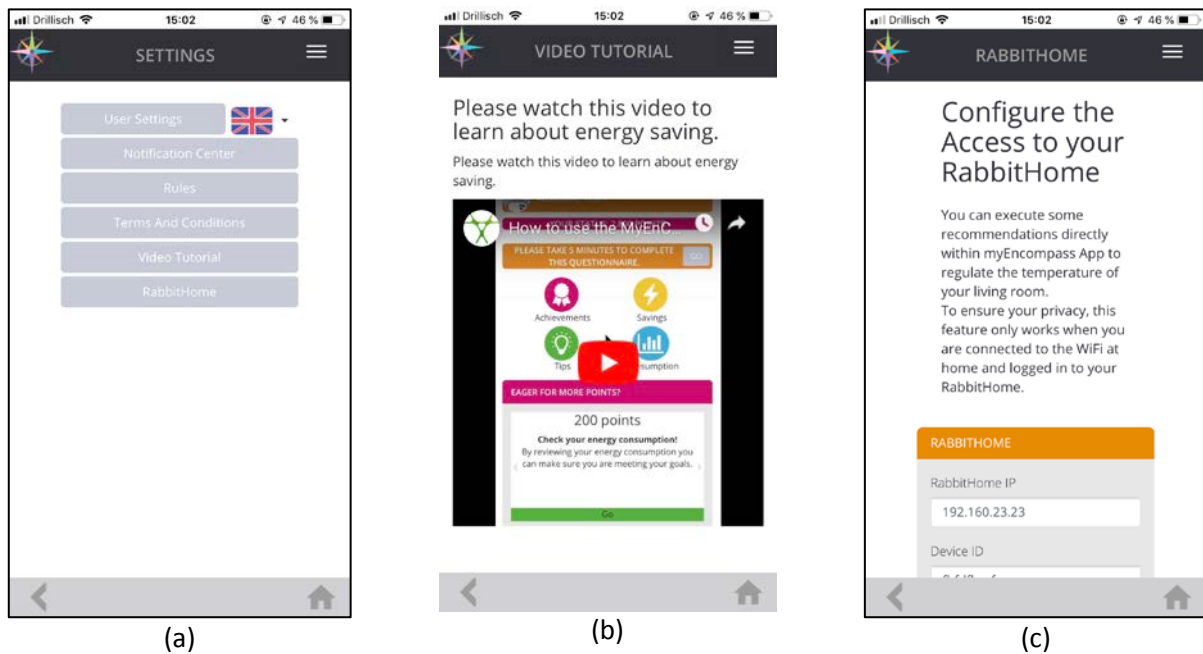 Drillisch 15:02 46 %
SETTINGS
User Settings
Notification Center
Rules
Terms And Conditions
Video Tutorial
RabbitHome
(a)
Drillisch 15:02 46 %
VIDEO TUTORIAL
Please watch this video to
learn about energy saving.
Please watch this video to learn about energy
saving.
How to use the MyEnC...
PLEASE TAKE 5 MINUTES TO COMPLETE
THIS QUESTIONNAIRE.
GO
Achievements
Savings
Tips
EAGER FOR MORE POINTS?
200 points
Check your energy consumption!
By reviewing your energy consumption you
can make sure you are meeting your goals.
Go
(b)
Drillisch 15:02 46 %
RABBITHOME
Configure the
Access to your
RabbitHome
You can execute some
recommendations directly
within myEncompass App to
regulate the temperature of
your living room.
To ensure your privacy, this
feature only works when you
are connected to the WiFi at
home and logged in to your
RabbitHome.
RABBITHOME
RabbitHome IP
192.160.23.23
Device ID
(c)